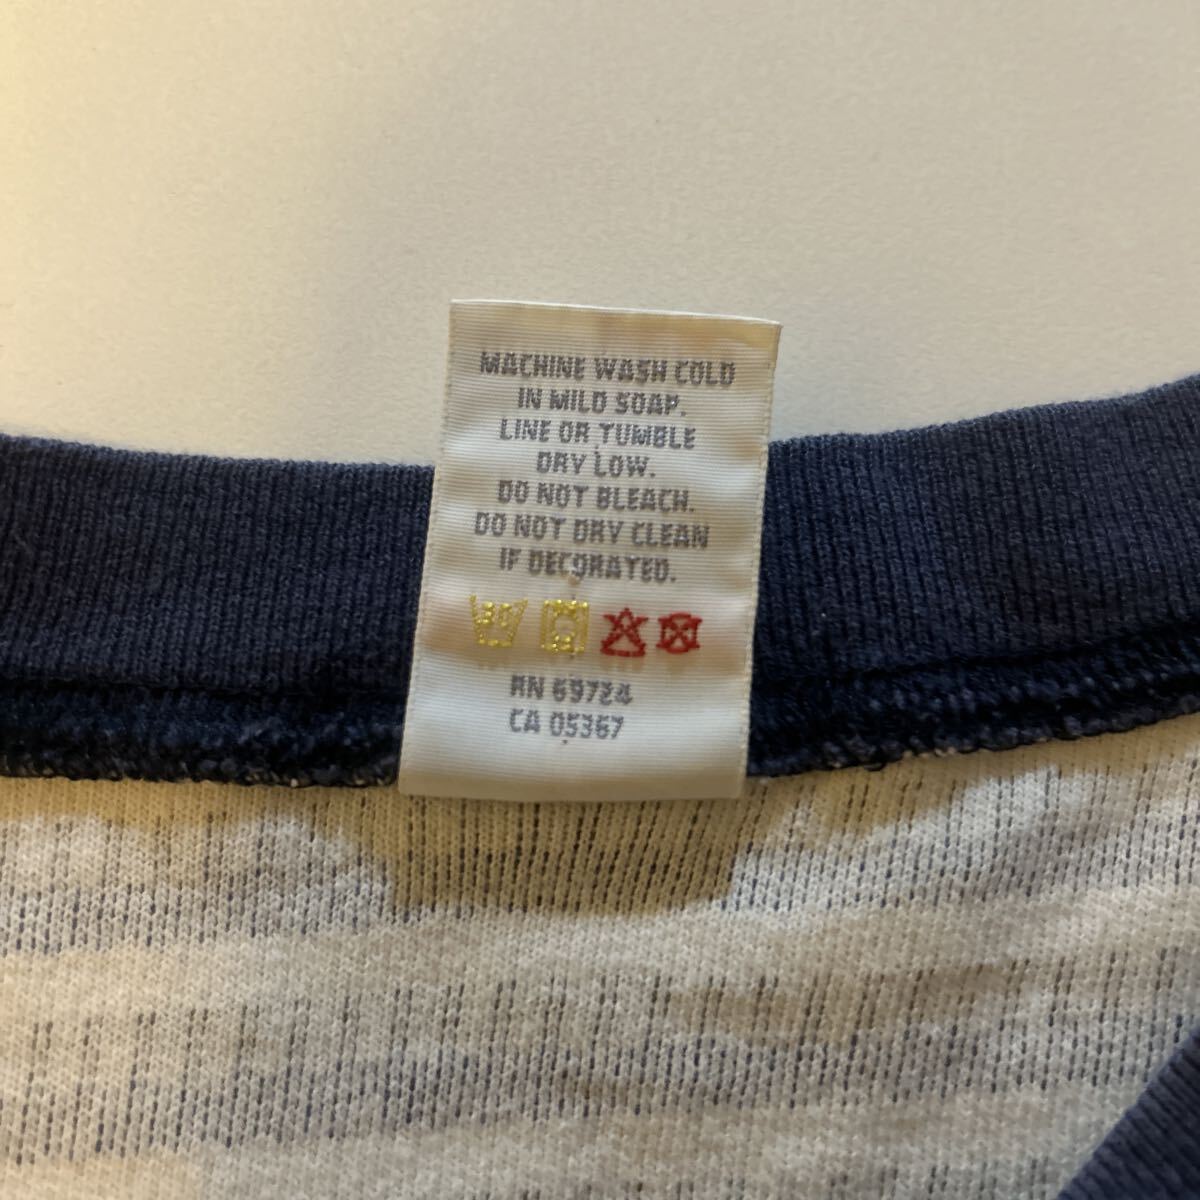 MACHINE WASH COLD
IN MILD SOAP.
LINE OR TUMBLE
DRY LOW.
DO NOT BLEACH.
DO NOT DRY CLEAN
IF DECORATED.
30
RN 69724
CA 05367